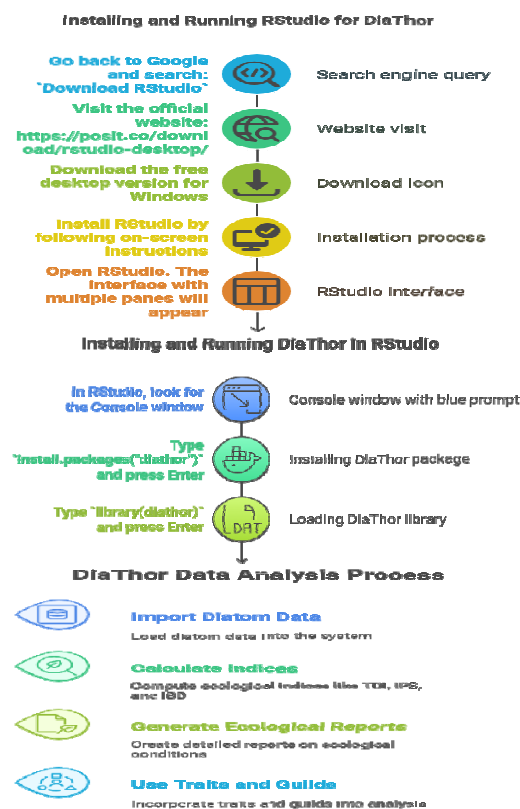 Installing and Running RStudio for DiaThor
Go back to Google
and search:
`Download RStudio`
Search engine query
Visit the official
website:
https://posit.co/downl
oad/rstudio-desktop/
Website visit
Download the free
desktop version for
Windows
Download icon
Install RStudio by
following on-screen
instructions
Installation process
Open RStudio. The
interface with
multiple panes will
appear
RStudio interface
Installing and Running DiaThor in RStudio
In RStudio, look for
the Console window
Console window with blue prompt
Type
`install.packages("diathor")`
and press Enter
Installing DiaThor package
Type `library(diathor)`
and press Enter
DAT
Loading DiaThor library
DiaThor Data Analysis Process
Import Diatom Data
Load diatom data into the system
Calculate Indices
Compute ecological indices like TDI, IPS,
and IBD
Generate Ecological Reports
Create detailed reports on ecological
conditions
Use Traits and Guilds
Incorporate traits and guilds into analysis